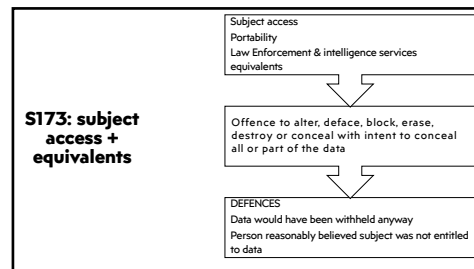 S173: subject
access +
equivalents
Subject access
Portability
Law Enforcement & intelligence services
equivalents
Offence to alter, deface, block, erase,
destroy or conceal with intent to conceal
all or part of the data
DEFENCES
Data would have been withheld anyway
Person reasonably believed subject was not entitled
to data